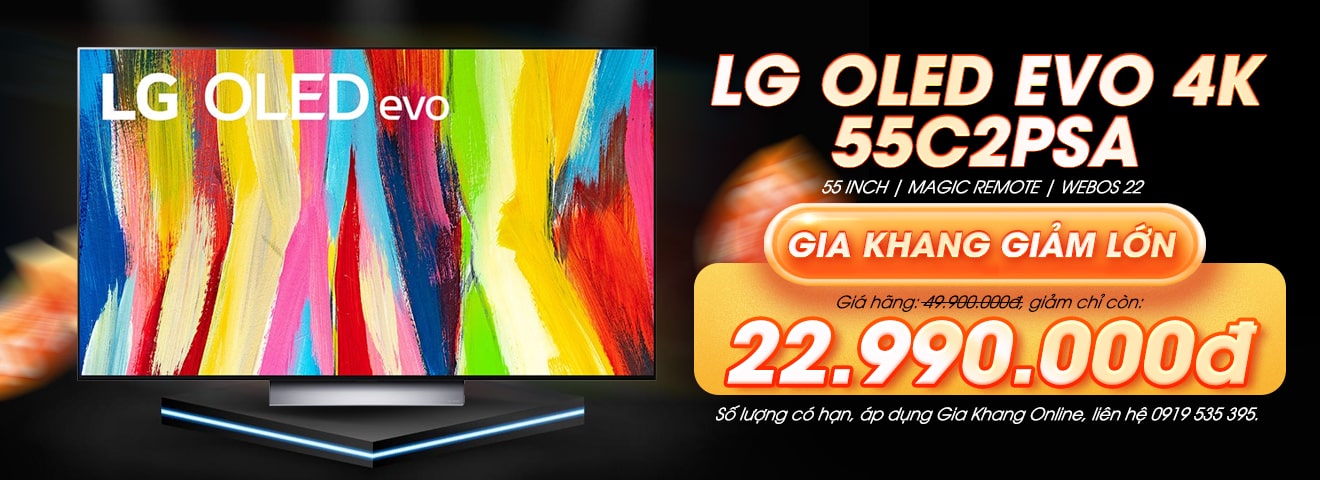 LG OLED evo
LG OLED EVO 4K
55C2PSA
55 INCH | MAGIC REMOTE | WEBOS 22
GIA KHANG GIẢM LỚN
Giá hãng: 49.900.000đ, giảm chỉ còn:
22.990.000đ
Số lượng có hạn, áp dụng Gia Khang Online, liên hệ 0919 535 395.